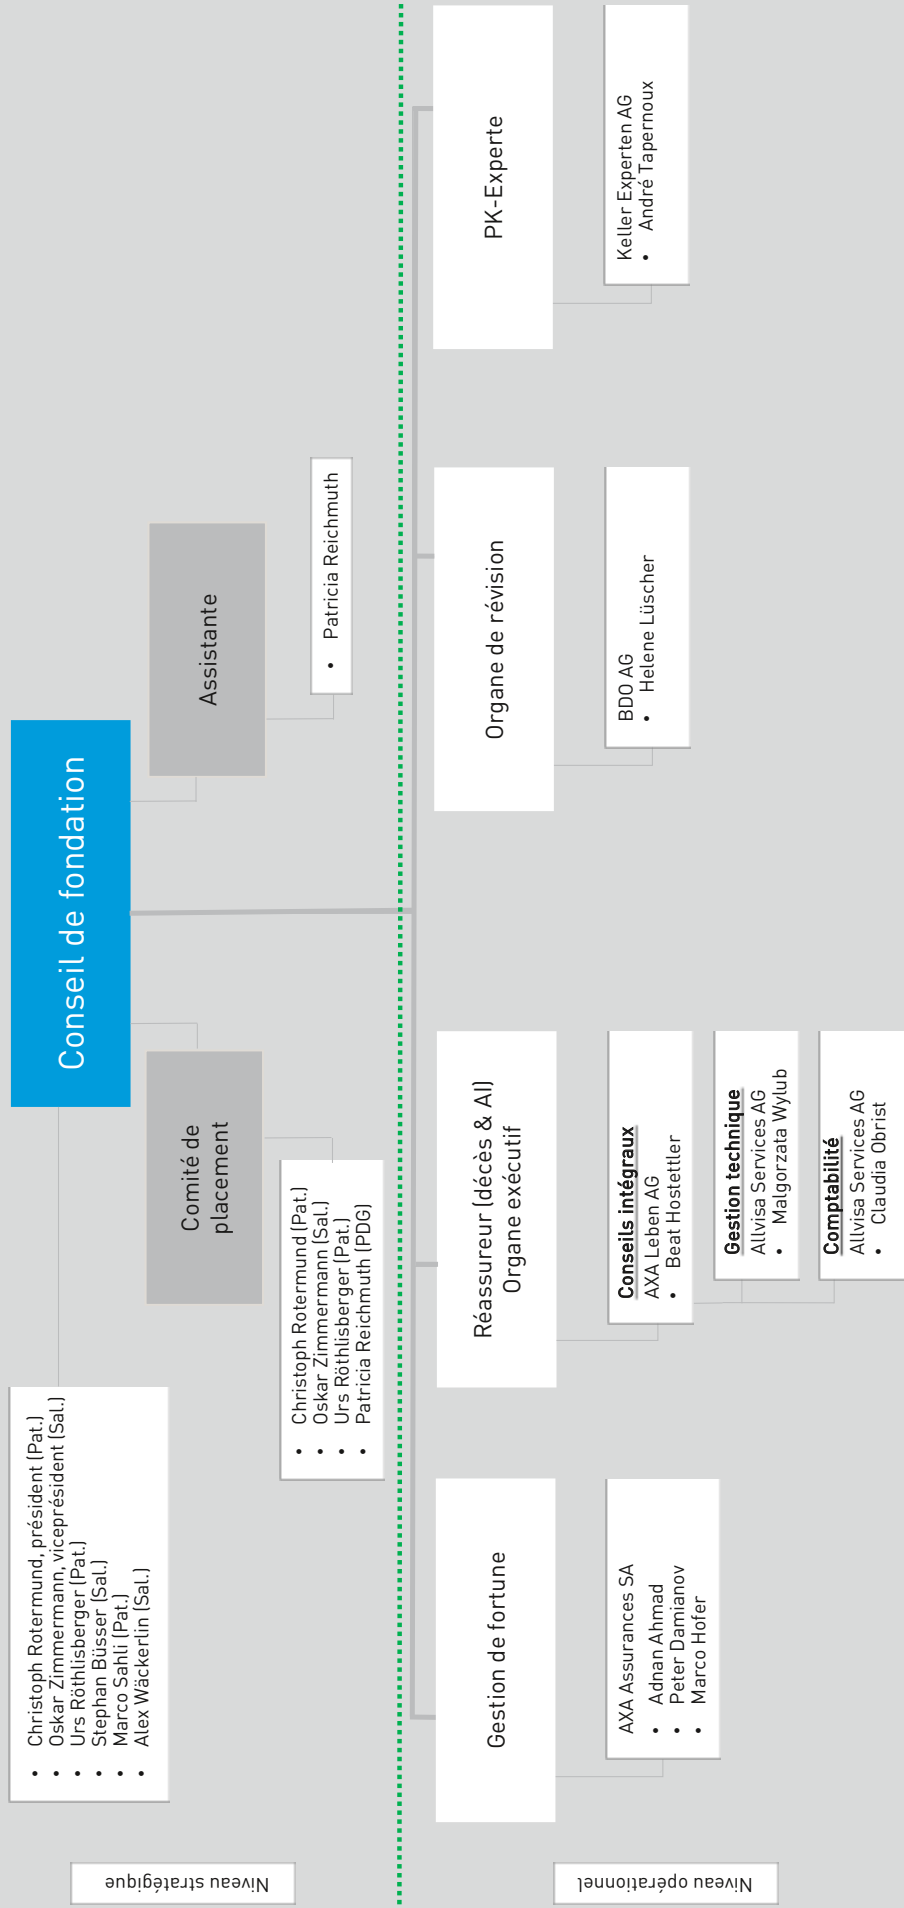 Conseil de fondation
• Christoph Rotermund, président (Pat.)
• Oskar Zimmermann, viceprésident (Sal.)
• Urs Röthlisberger (Pat.)
• Stephan Büsser (Sal.)
• Marco Sahli (Pat.)
• Alex Wäckerlin (Sal.)
Niveau stratégique
Comité de
placement
• Christoph Rotermund (Pat.)
• Oskar Zimmermann (Sal.)
• Urs Röthlisberger (Pat.)
• Patricia Reichmuth (PDG)
Assistante
• Patricia Reichmuth
Niveau opérationnel
Gestion de fortune
AXA Assurances SA
• Adnan Ahmad
• Peter Damianov
• Marco Hofer
Réassureur (décès & AI)
Organe exécutif
Conseils intégraux
AXA Leben AG
• Beat Hostettler
Gestion technique
Allvisa Services AG
• Malgorzata Wylub
Comptabilité
Allvisa Services AG
• Claudia Obrist
Organe de révision
BDO AG
• Helene Lüscher
PK-Experte
Keller Experten AG
• André Tapernoux